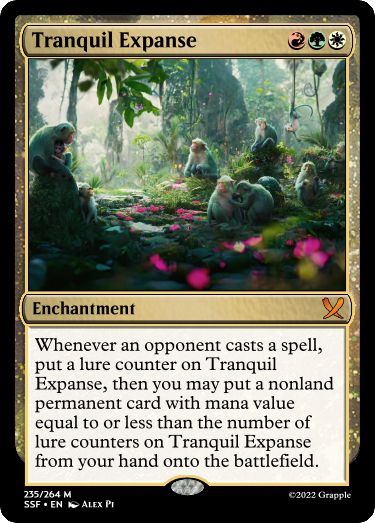 Tranquil Expanse
Enchantment
Whenever an opponent casts a spell,
put a lure counter on Tranquil
Expanse, then you may put a nonland
permanent card with mana value
equal to or less than the number of
lure counters on Tranquil Expanse
from your hand onto the battlefield.
235/264 M
SSF • EN Alex Pi
©2022 Grapple